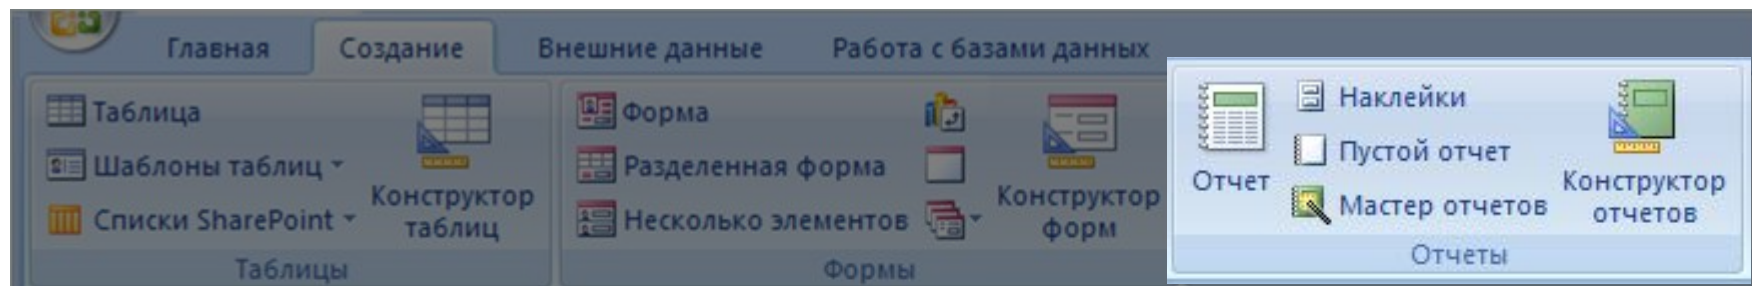 Главная Создание Внешние данные Работа с базами данных
Таблица
Шаблоны таблиц
Списки SharePoint
Конструктор
таблиц
Таблицы
Форма
Разделенная форма
Несколько элементов
Конструктор
форм
Формы
Отчет
Наклейки
Пустой отчет
Мастер отчетов
Конструктор
отчетов
Отчеты